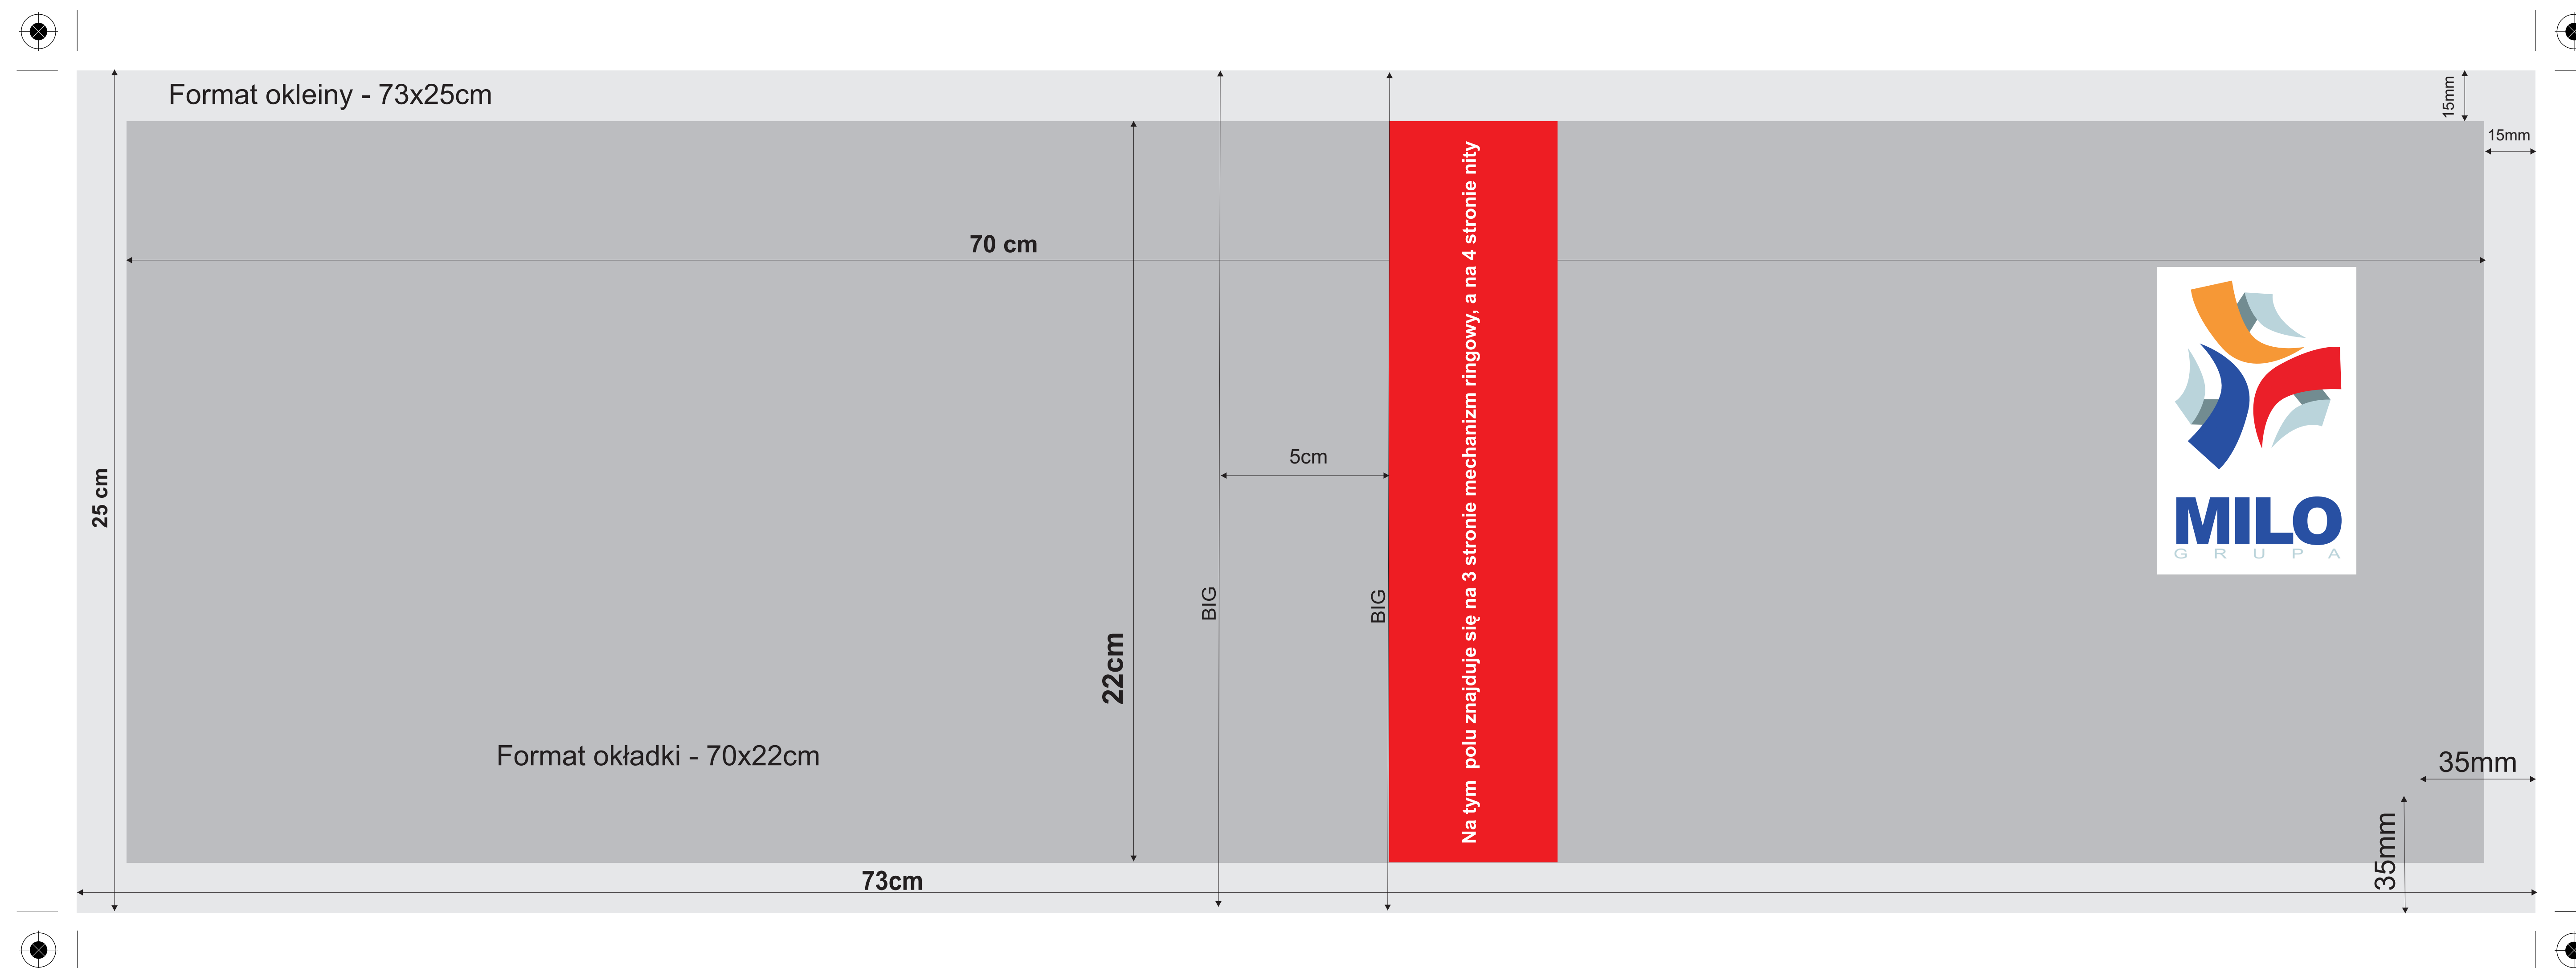 Format okleiny - 73x25cm
15mm
15mm
70 cm
Na tym  polu znajduje się na 3 stronie mechanizm ringowy, a na 4 stronie nity
5cm
25 cm
MILO
GRUPA
BIG
BIG
22cm
Format okładki - 70x22cm
35mm
35mm
73cm